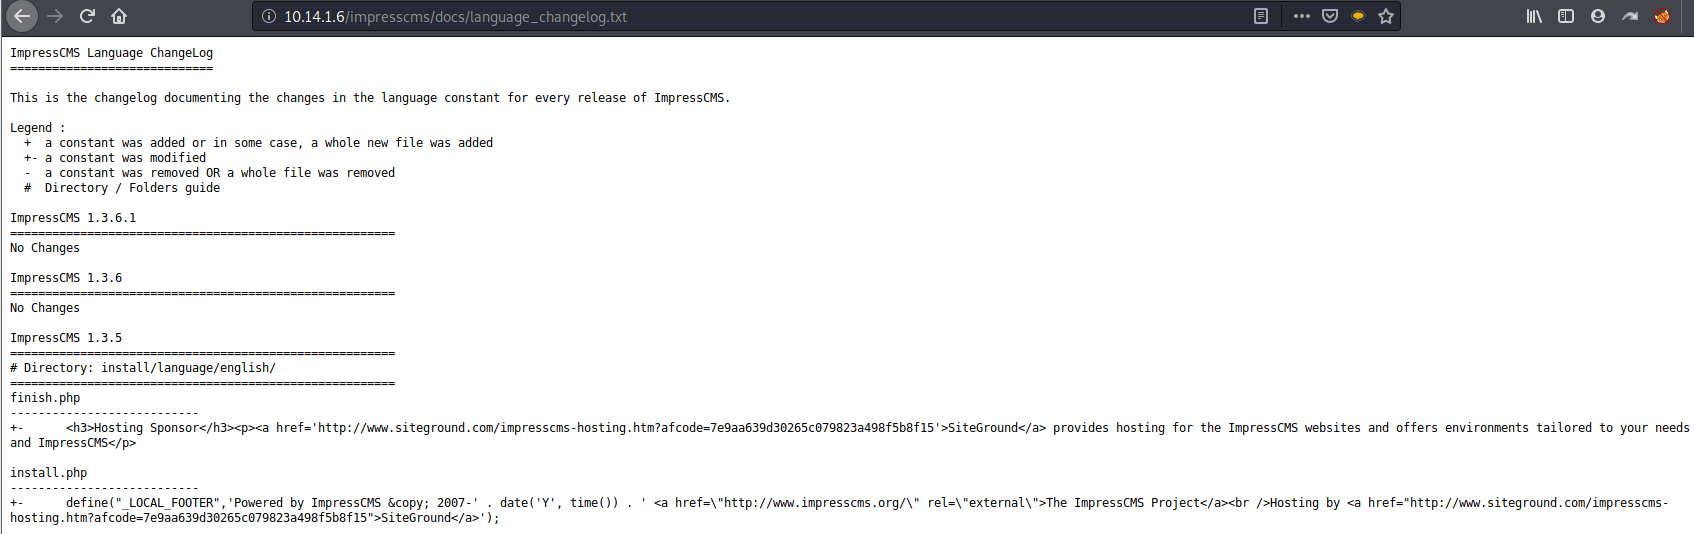 10.14.1.6/impresscms/docs/language_changelog.txt
ImpressCMS Language ChangeLog
=============================
This is the changelog documenting the changes in the language constant for every release of ImpressCMS.
Legend :
  +  a constant was added or in some case, a whole new file was added
  +- a constant was modified
  -  a constant was removed OR a whole file was removed
  #  Directory / Folders guide
ImpressCMS 1.3.6.1
=======================================================
No Changes
ImpressCMS 1.3.6
=======================================================
No Changes
ImpressCMS 1.3.5
=======================================================
# Directory: install/language/english/
=======================================================
finish.php
---------------------------
+-      <h3>Hosting Sponsor</h3><p><a href='http://www.siteground.com/impresscms-hosting.htm?afcode=7e9aa639d30265c079823a498f5b8f15'>SiteGround</a> provides hosting for the ImpressCMS websites and offers environments tailored to your needs
and ImpressCMS</p>
install.php
---------------------------
+-      define("_LOCAL_FOOTER",'Powered by ImpressCMS &copy; 2007-' . date('Y', time()) . ' <a href=\"http://www.impresscms.org/\" rel=\"external\">The ImpressCMS Project</a><br />Hosting by <a href="http://www.siteground.com/impresscms-
hosting.htm?afcode=7e9aa639d30265c079823a498f5b8f15">SiteGround</a>');